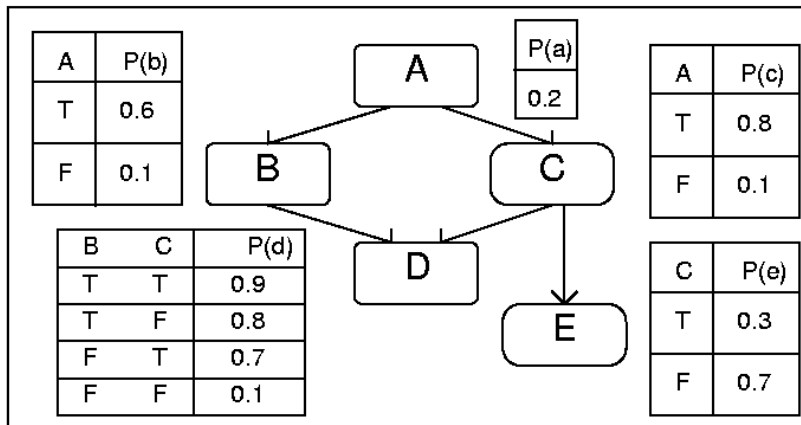 A P(b)
T 0.6
F 0.1
A
P(a)
0.2
A P(c)
T 0.8
F 0.1
B
C
B C P(d)
T T 0.9
T F 0.8
F T 0.7
F F 0.1
D
E
C P(e)
T 0.3
F 0.7